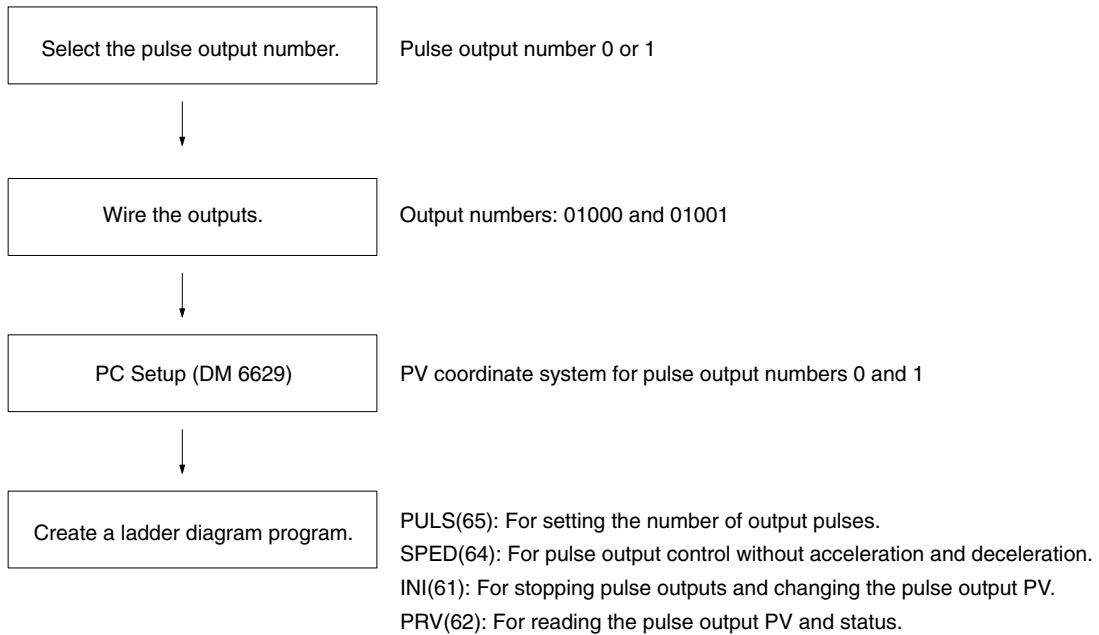 Select the pulse output number.
Pulse output number 0 or 1
Wire the outputs.
Output numbers: 01000 and 01001
PC Setup (DM 6629)
PV coordinate system for pulse output numbers 0 and 1
Create a ladder diagram program.
PULS(65): For setting the number of output pulses.
SPED(64): For pulse output control without acceleration and deceleration.
INI(61): For stopping pulse outputs and changing the pulse output PV.
PRV(62): For reading the pulse output PV and status.